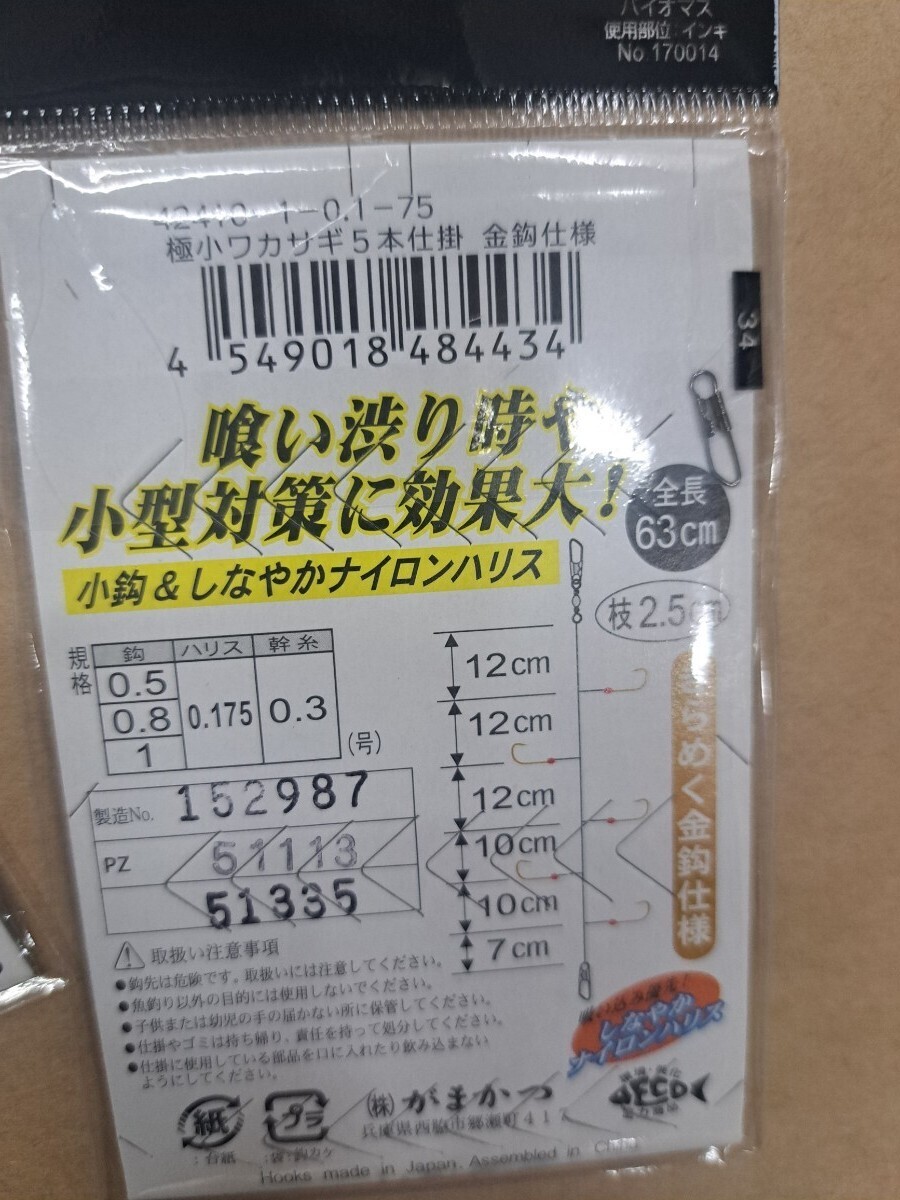 バイオマス
使用部位:インキ
No 170014
1-0.1-75
極小ワカサギ5本仕掛 金鈎仕様
4 549018 484434
34
喰い渋り時や
小型対策に効果大!
小鈎&しなやかナイロンハリス
全長
63cm
枝2.5cm
規格
鈎 ハリス 幹糸
0.5
0.8 0.175 0.3
1
(号)
製造No. 152987
PZ 51113
51335
12cm
12cm
12cm
10cm
10cm
7cm
きらめく金鈎仕様
取扱い注意事項
●鈎先は危険です。取扱いには注意してください。
●魚釣り以外の目的には使用しないでください。
●子供または幼児の手の届かない所に保管してください。
●仕掛やゴミは持ち帰り、責任を持って処分してください。
●仕掛に使用している部品を口に入れたり飲み込まない
ようにしてください。
しなやか
ナイロンハリス
紙
:台紙
プラ
:袋・鈎カケ
(株)がまかつ
兵庫県西脇市郷瀬町417
ECO
Hooks made in Japan. Assembled in China